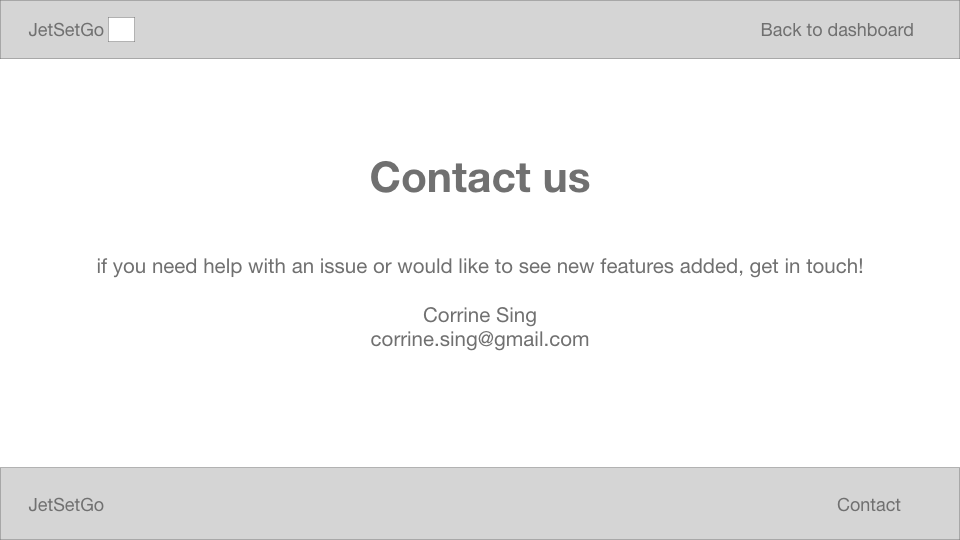 JetSetGo
Back to dashboard
Contact us
if you need help with an issue or would like to see new features added, get in touch!
Corrine Sing
corrine.sing@gmail.com
JetSetGo
Contact